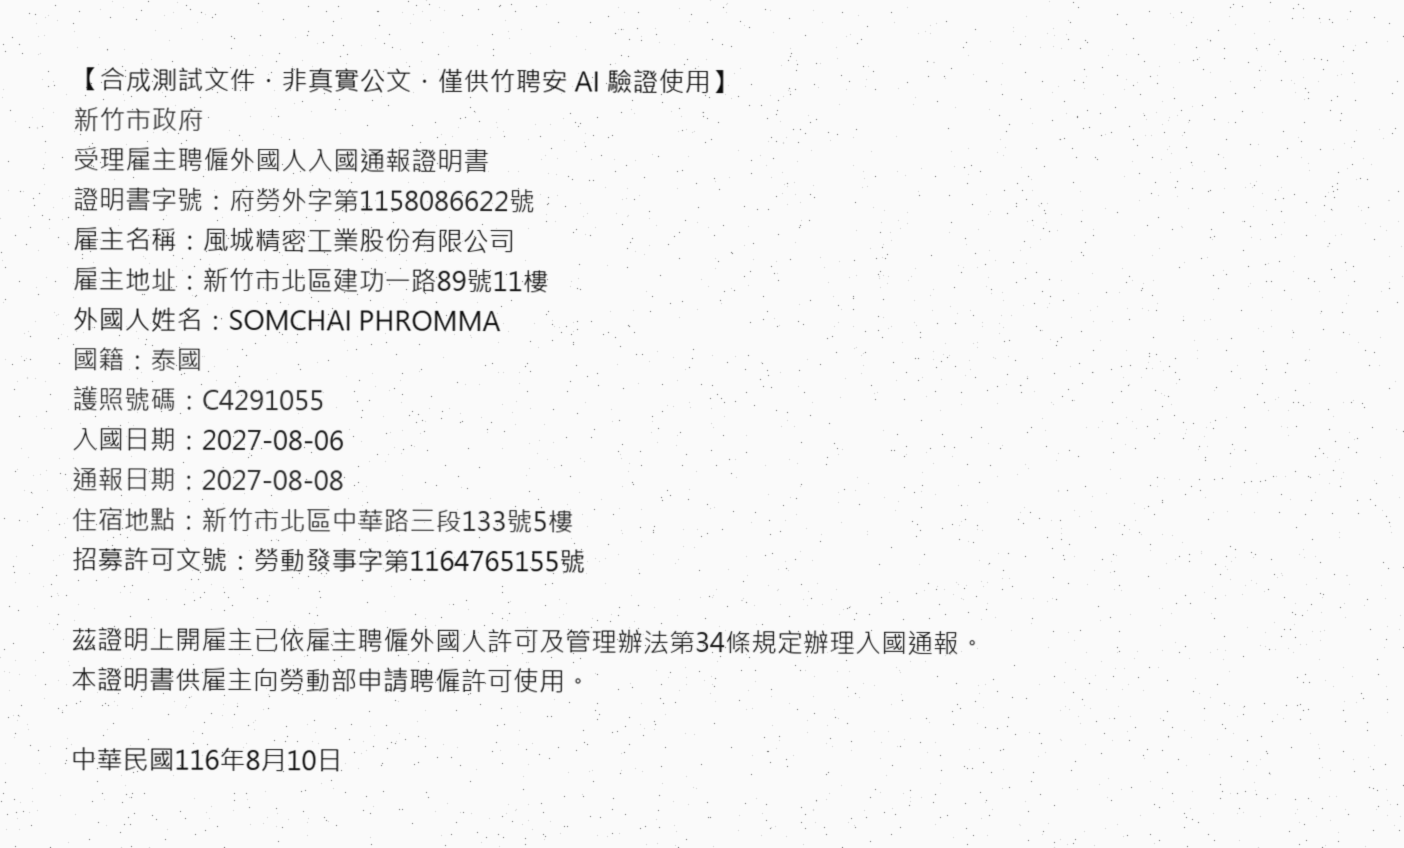 【合成測試文件．非真實公文．僅供竹聘安 AI 驗證使用】
新竹市政府
受理雇主聘僱外國人入國通報證明書
證明書字號：府勞外字第1158086622號
雇主名稱：風城精密工業股份有限公司
雇主地址：新竹市北區建功一路89號11樓
外國人姓名：SOMCHAI PHROMMA
國籍：泰國
護照號碼：C4291055
入國日期：2027-08-06
通報日期：2027-08-08
住宿地點：新竹市北區中華路三段133號5樓
招募許可文號：勞動發事字第1164765155號
茲證明上開雇主已依雇主聘僱外國人許可及管理辦法第34條規定辦理入國通報。
本證明書供雇主向勞動部申請聘僱許可使用。
中華民國116年8月10日